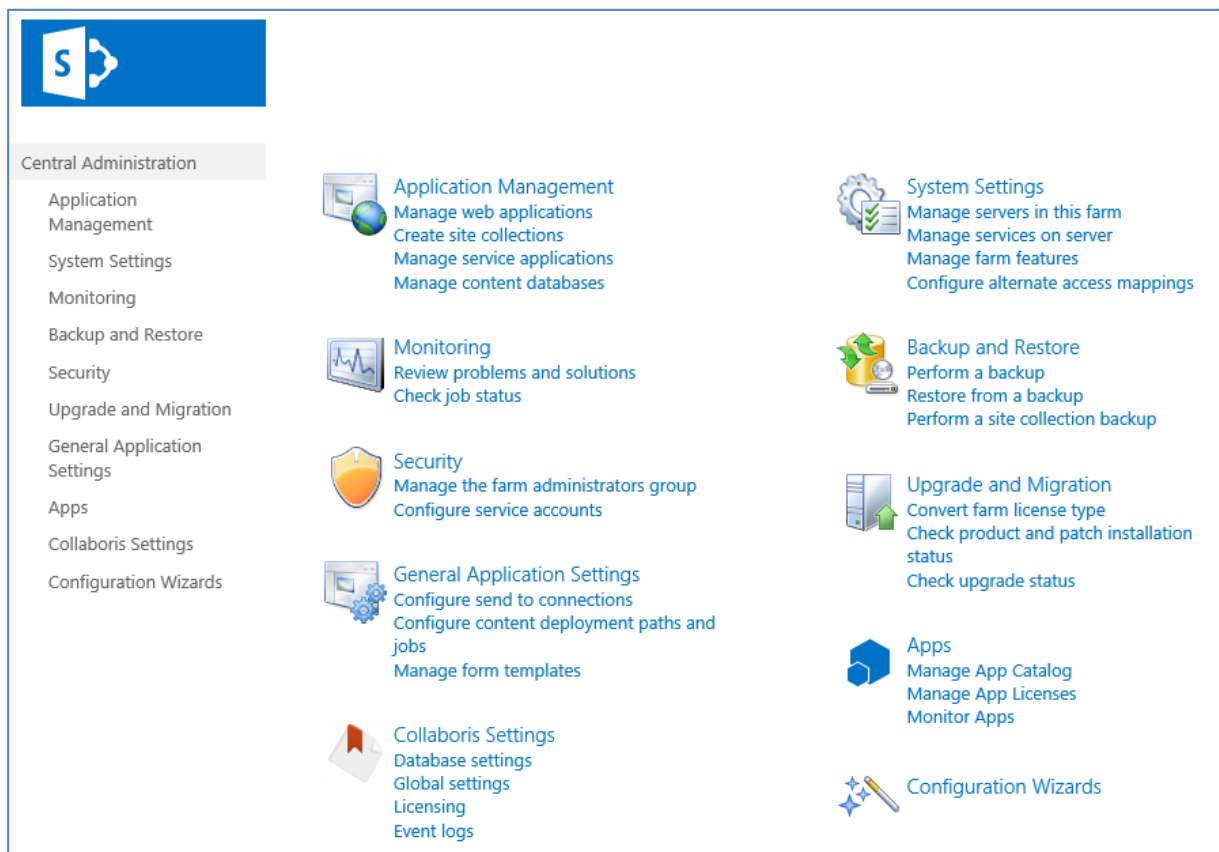 S
Central Administration
Application
Management
System Settings
Monitoring
Backup and Restore
Security
Upgrade and Migration
General Application
Settings
Apps
Collaboris Settings
Configuration Wizards
Application Management
Manage web applications
Create site collections
Manage service applications
Manage content databases
Monitoring
Review problems and solutions
Check job status
Security
Manage the farm administrators group
Configure service accounts
General Application Settings
Configure send to connections
Configure content deployment paths and
jobs
Manage form templates
Collaboris Settings
Database settings
Global settings
Licensing
Event logs
System Settings
Manage servers in this farm
Manage services on server
Manage farm features
Configure alternate access mappings
Backup and Restore
Perform a backup
Restore from a backup
Perform a site collection backup
Upgrade and Migration
Convert farm license type
Check product and patch installation
status
Check upgrade status
Apps
Manage App Catalog
Manage App Licenses
Monitor Apps
Configuration Wizards